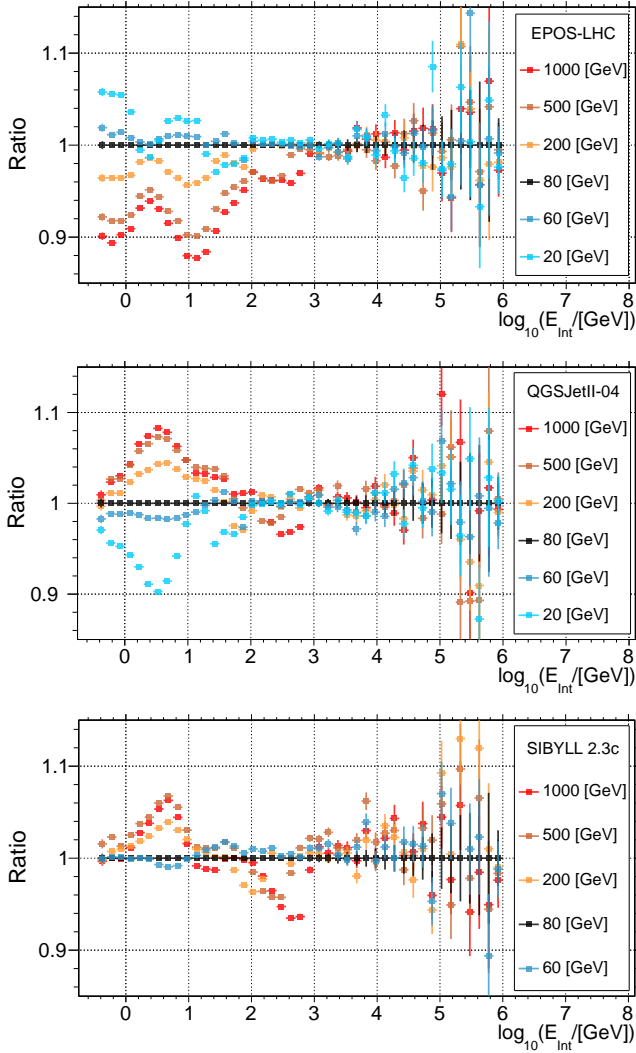 EPOS-LHC
1000 [GeV]
500 [GeV]
200 [GeV]
80 [GeV]
60 [GeV]
20 [GeV]
Ratio
1.1
1
0.9
0 1 2 3 4 5 6 7 8
log10(E_Int/[GeV])
QGSJetII-04
1000 [GeV]
500 [GeV]
200 [GeV]
80 [GeV]
60 [GeV]
20 [GeV]
Ratio
1.1
1
0.9
0 1 2 3 4 5 6 7 8
log10(E_Int/[GeV])
SIBYLL 2.3c
1000 [GeV]
500 [GeV]
200 [GeV]
80 [GeV]
60 [GeV]
Ratio
1.1
1
0.9
0 1 2 3 4 5 6 7 8
log10(E_Int/[GeV])